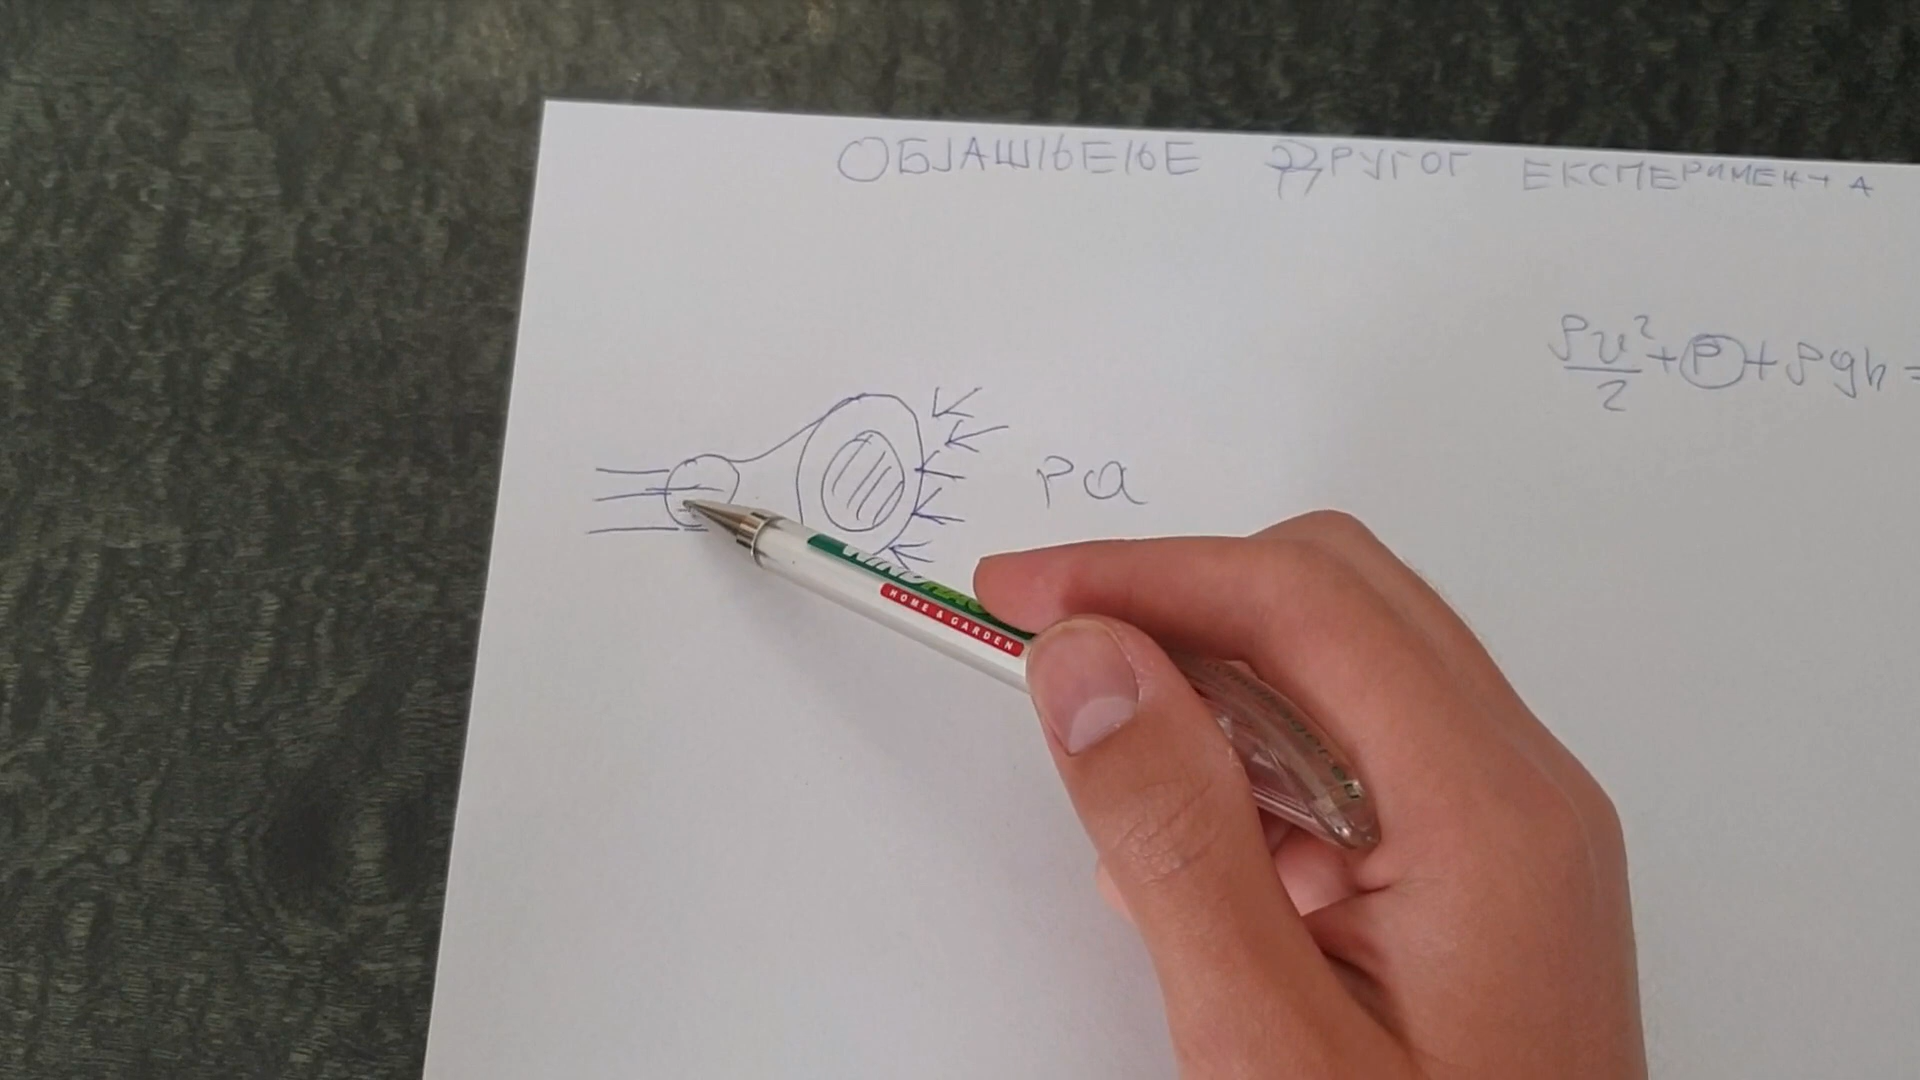 ОБЈАШЊЕЊЕ ДРУГОГ ЕКСПЕРИМЕНТА
ρv²/2 + p + ρgh =
pa
HOME & GARDEN